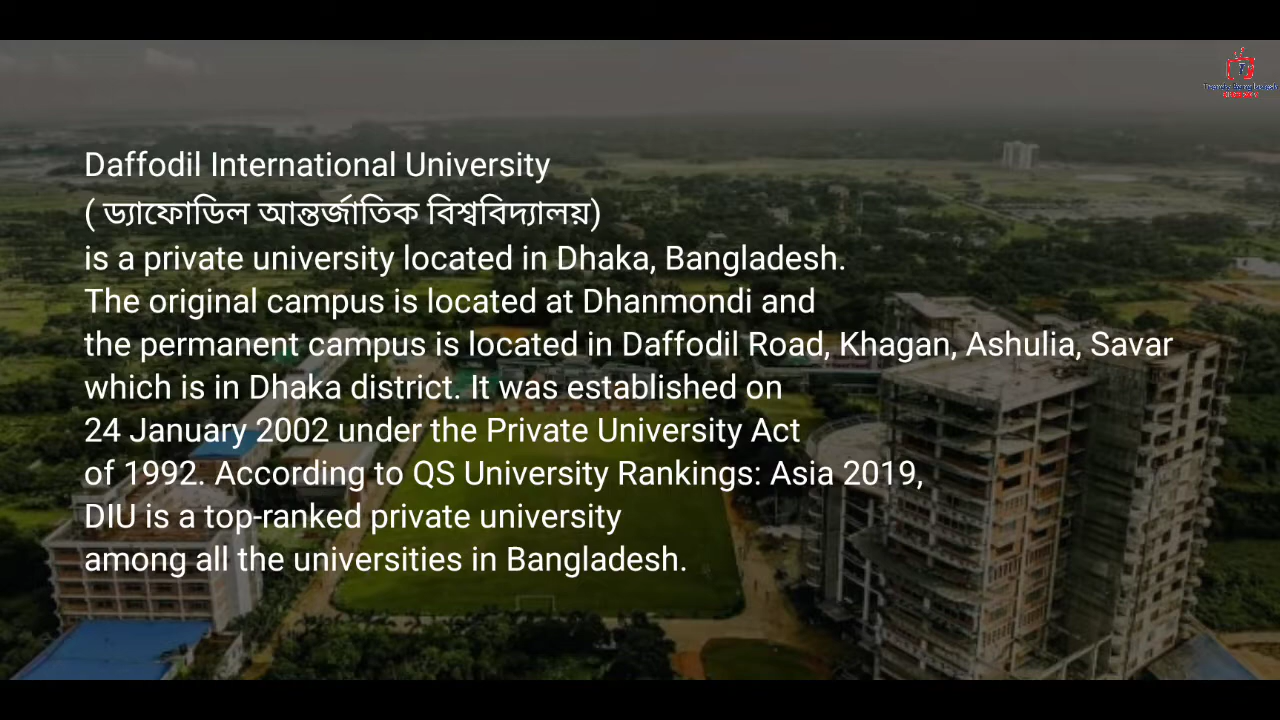 Daffodil International University
( ড্যাফোডিল আন্তর্জাতিক বিশ্ববিদ্যালয়)
is a private university located in Dhaka, Bangladesh.
The original campus is located at Dhanmondi and
the permanent campus is located in Daffodil Road, Khagan, Ashulia, Savar
which is in Dhaka district. It was established on
24 January 2002 under the Private University Act
of 1992. According to QS University Rankings: Asia 2019,
DIU is a top-ranked private university
among all the universities in Bangladesh.